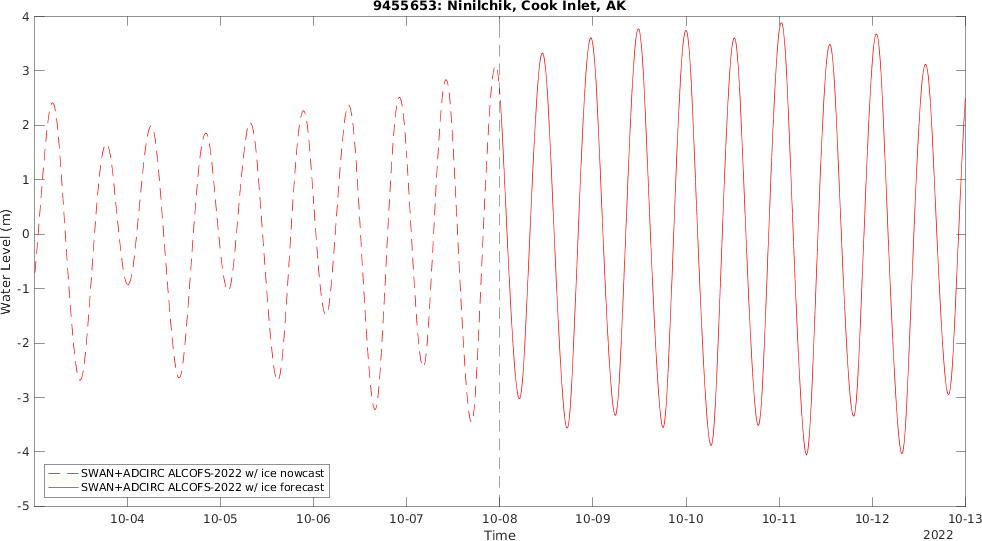 9455653: Ninilchik, Cook Inlet, AK
4
3
2
1
0
-1
-2
-3
-4
-5
Water Level (m)
SWAN+ADCIRC ALCOFS-2022 w/ ice nowcast
SWAN+ADCIRC ALCOFS-2022 w/ ice forecast
10-04 10-05 10-06 10-07 10-08 10-09 10-10 10-11 10-12 10-13
Time
2022